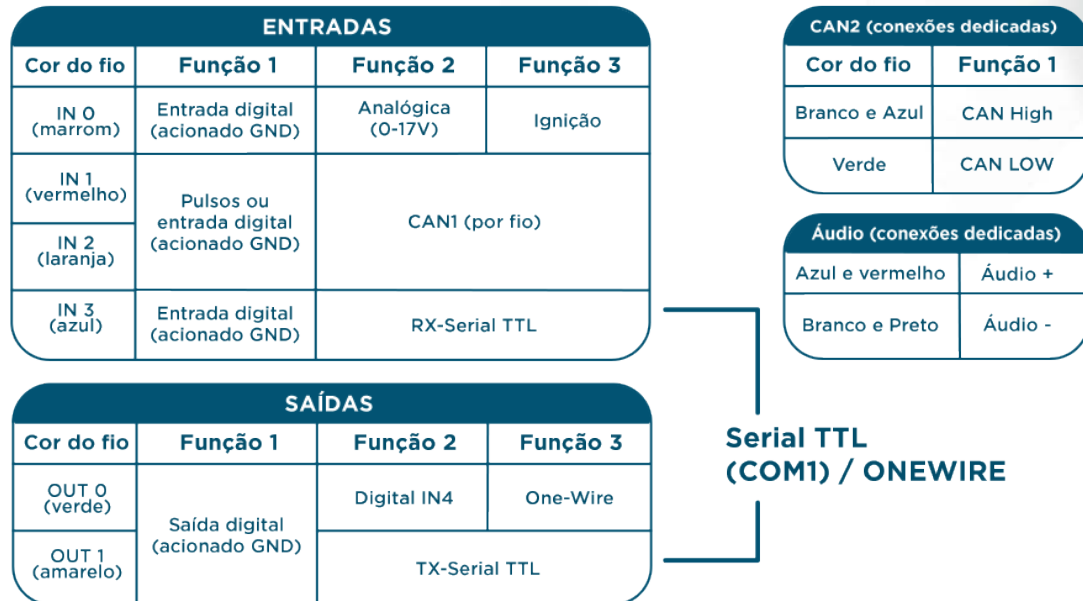 ENTRADAS
Cor do fio
Função 1
Função 2
Função 3
IN 0
(marrom)
Entrada digital
(acionado GND)
Analógica
(0-17V)
Ignição
IN 1
(vermelho)
Pulsos ou
entrada digital
(acionado GND)
CAN1 (por fio)
IN 2
(laranja)
IN 3
(azul)
Entrada digital
(acionado GND)
RX-Serial TTL
SAÍDAS
Cor do fio
Função 1
Função 2
Função 3
OUT 0
(verde)
Saída digital
(acionado GND)
Digital IN4
One-Wire
OUT 1
(amarelo)
TX-Serial TTL
CAN2 (conexões dedicadas)
Cor do fio
Função 1
Branco e Azul
CAN High
Verde
CAN LOW
Áudio (conexões dedicadas)
Azul e vermelho
Áudio +
Branco e Preto
Áudio -
Serial TTL
(COM1) / ONEWIRE